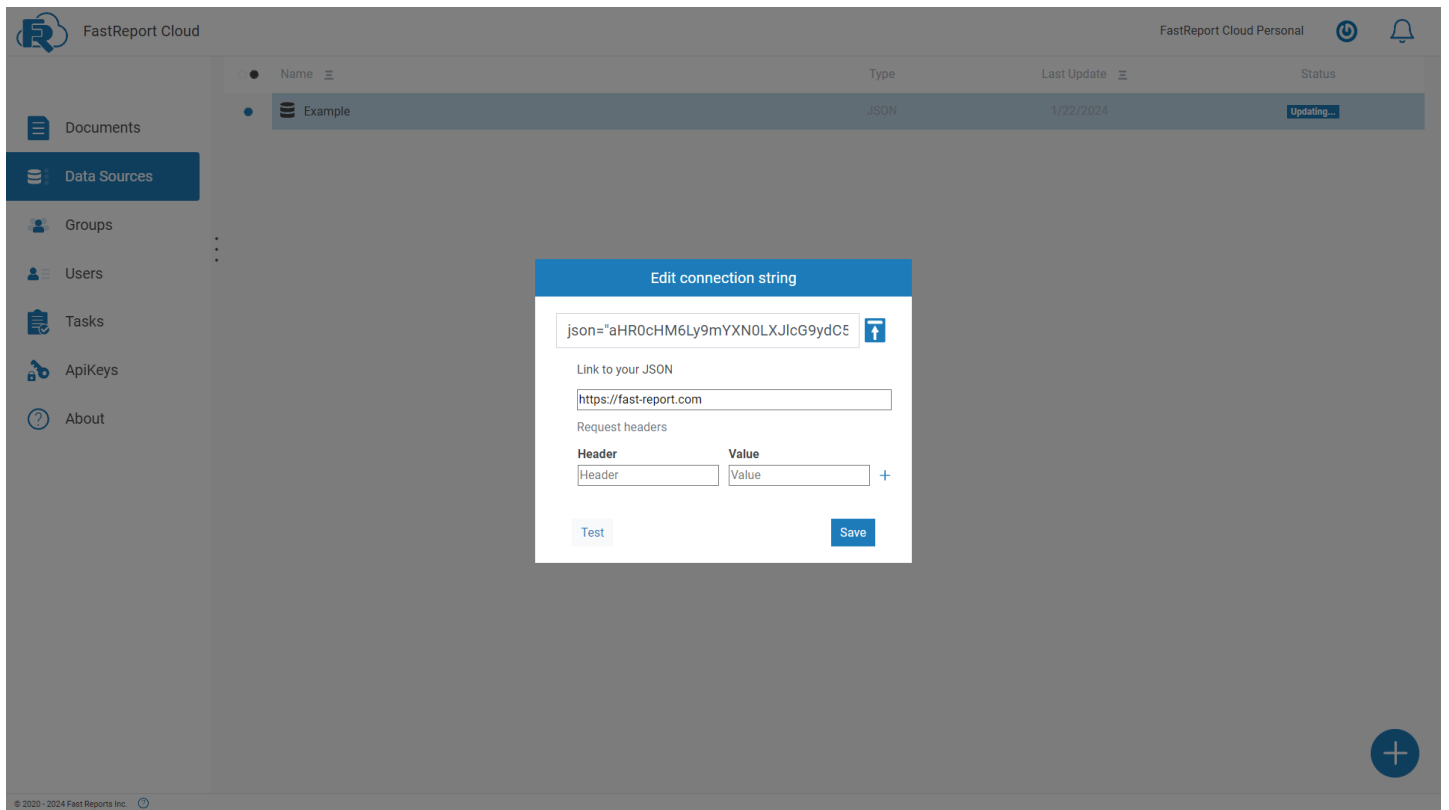 FastReport Cloud
FastReport Cloud Personal
Name Type Last Update Status
Example JSON 1/22/2024 Updating...
Documents
Data Sources
Groups
Users
Tasks
ApiKeys
About
Edit connection string
json="aHR0cHM6Ly9mYXN0LXJlcG9ydC5
Link to your JSON
https://fast-report.com
Request headers
Header Value
Header Value
Test Save
© 2020 - 2024 Fast Reports Inc.